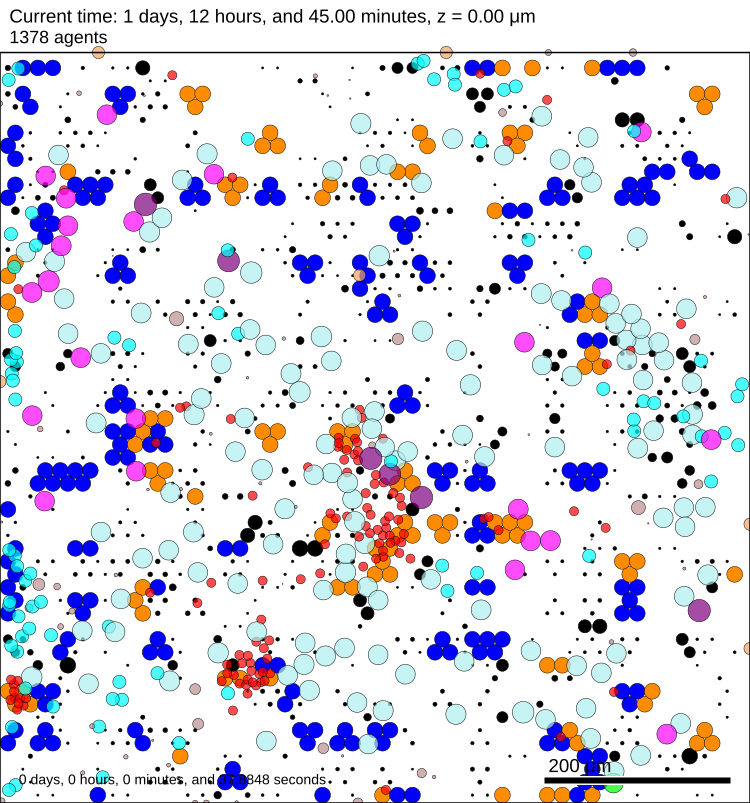 Current time: 1 days, 12 hours, and 45.00 minutes, z = 0.00 μm
1378 agents
200
0 days, 0 hours, 0 minutes, and seconds